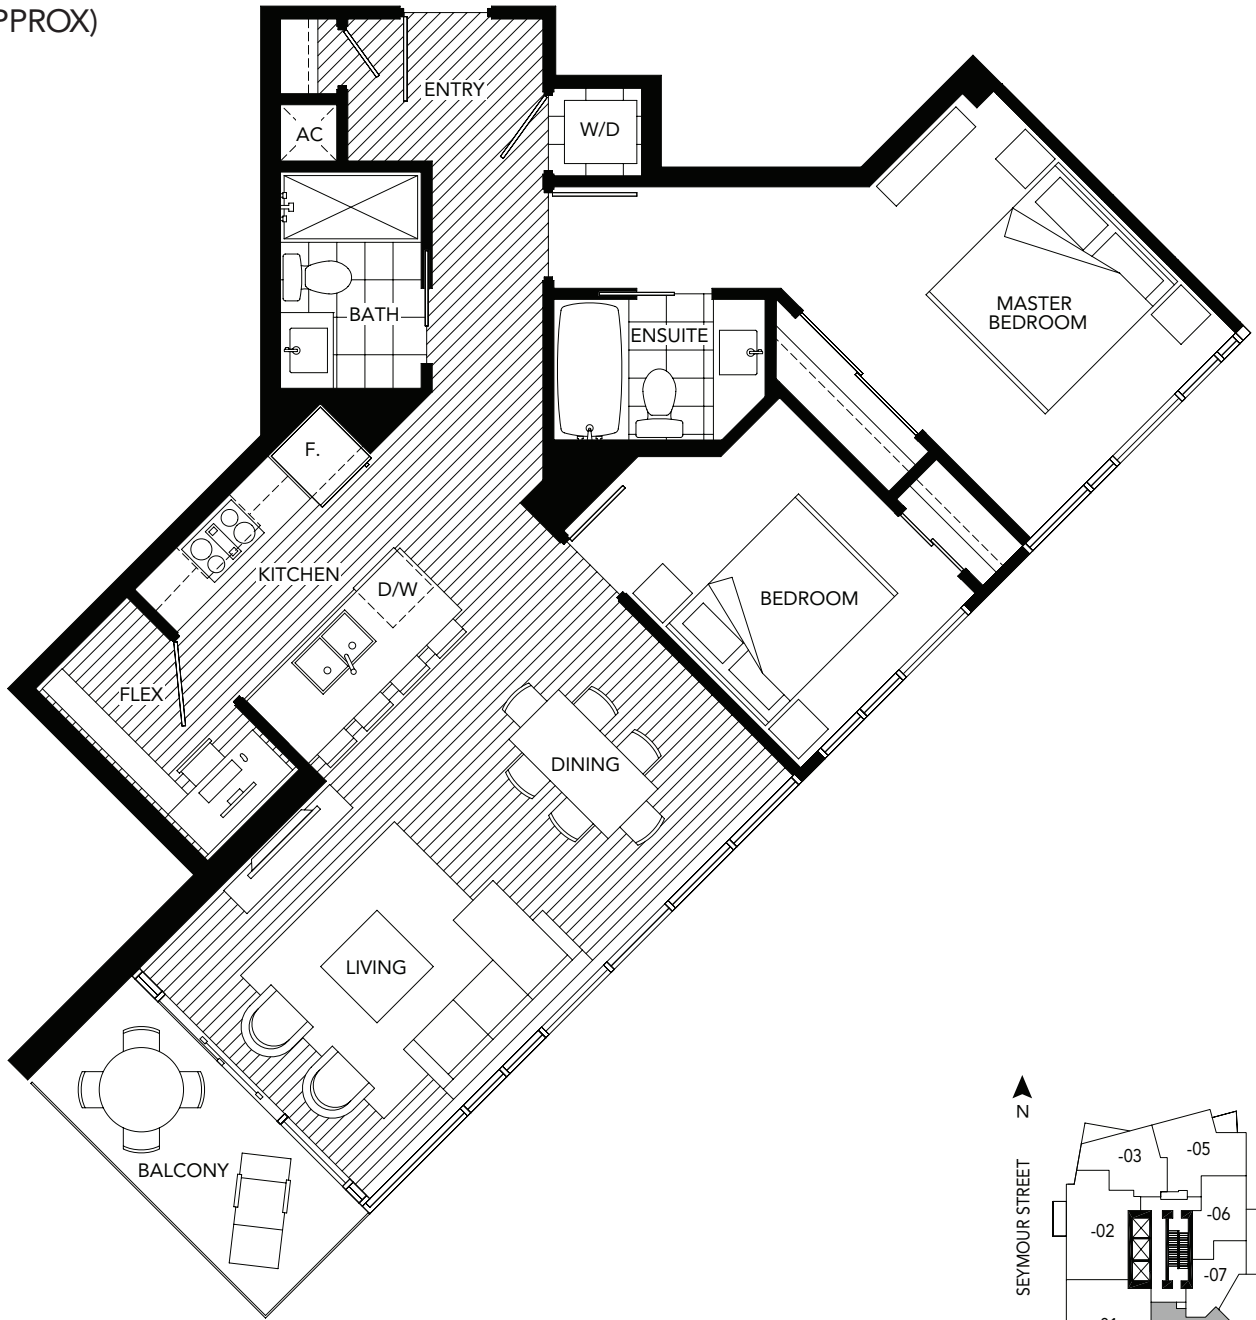 PPROX)
ENTRY
AC
W/D
BATH
ENSUITE
MASTER
BEDROOM
F.
KITCHEN
D/W
BEDROOM
FLEX
DINING
LIVING
BALCONY
N
SEYMOUR STREET
-03
-05
-02
-06
-07